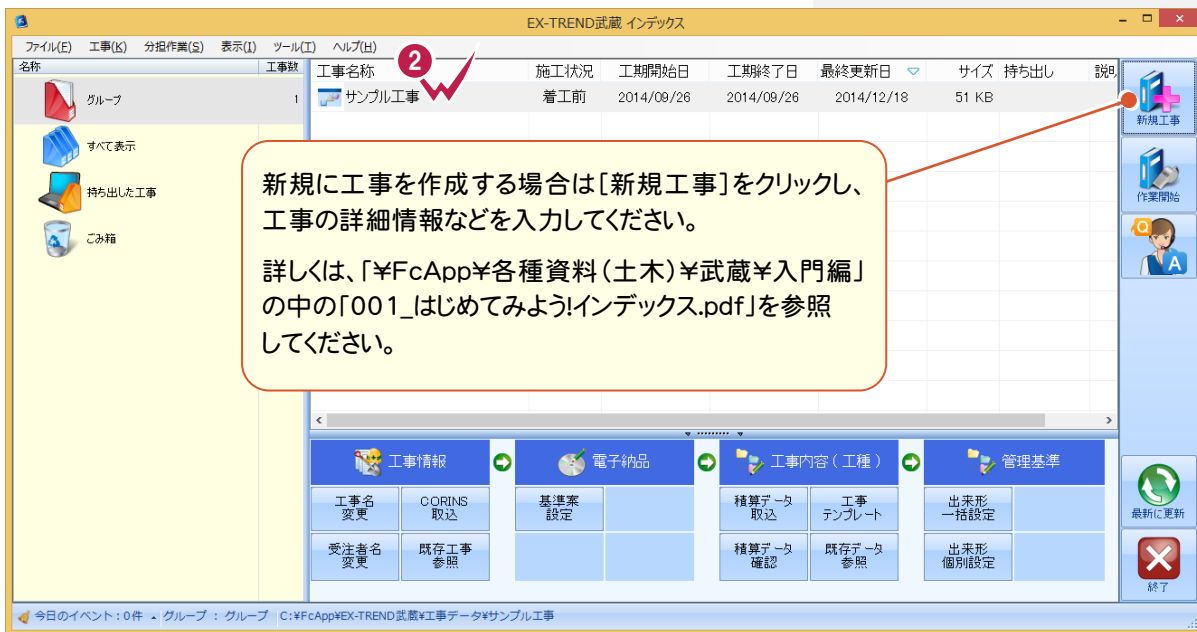 EX-TREND武蔵 インデックス
ファイル(F) 工事(K) 分担作業(S) 表示(I) ツール(T) ヘルプ(H)
名称 工事数
グループ 1
すべて表示
持ち出した工事
ごみ箱
2
工事名称 施工状況 工期開始日 工期終了日 最終更新日 サイズ 持ち出し 説明
サンプル工事 着工前 2014/09/26 2014/09/26 2014/12/18 51 KB
新規に工事を作成する場合は[新規工事]をクリックし、
工事の詳細情報などを入力してください。
詳しくは、「¥FcApp¥各種資料(土木)¥武蔵¥入門編」
の中の「001_はじめてみよう!インデックス.pdf」を参照
してください。
新規工事
作業開始
Q
A
最新に更新
終了
工事情報 電子納品 工事内容(工種) 管理基準
工事名
変更
CORINS
取込
基準案
設定
積算データ
取込
工事
テンプレート
出来形
一括設定
受注者名
変更
既存工事
参照
積算データ
確認
既存データ
参照
出来形
個別設定
今日のイベント:0件 グループ : グループ C:¥FcApp¥EX-TREND武蔵¥工事データ¥サンプル工事